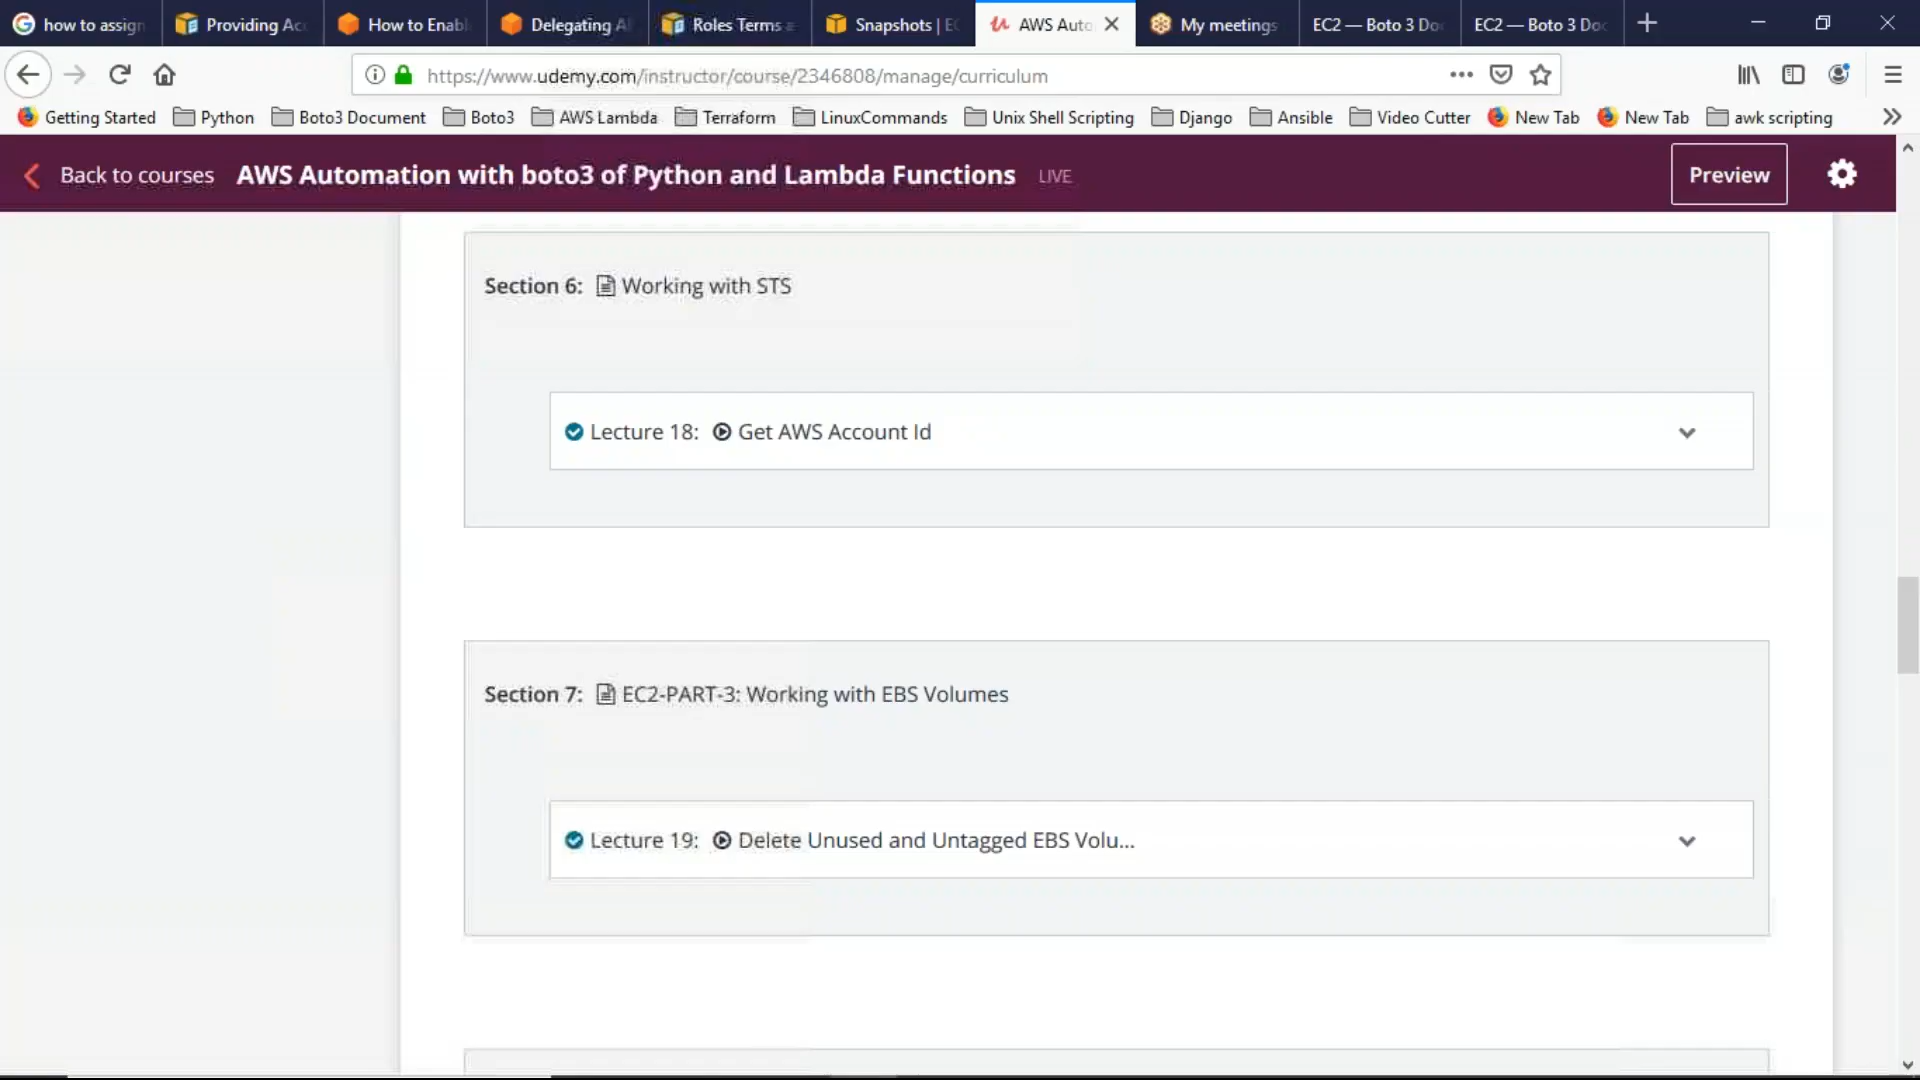 how to assign
Providing Acc
How to Enabl
Delegating A
Roles Terms a
Snapshots | EC
AWS Auto
My meetings
EC2 — Boto 3 Doc
EC2 — Boto 3 Doc
https://www.udemy.com/instructor/course/2346808/manage/curriculum
Getting Started
Python
Boto3 Document
Boto3
AWS Lambda
Terraform
LinuxCommands
Unix Shell Scripting
Django
Ansible
Video Cutter
New Tab
New Tab
awk scripting
Back to courses
AWS Automation with boto3 of Python and Lambda Functions
LIVE
Preview
Section 6: Working with STS
Lecture 18: Get AWS Account Id
Section 7: EC2-PART-3: Working with EBS Volumes
Lecture 19: Delete Unused and Untagged EBS Volu...